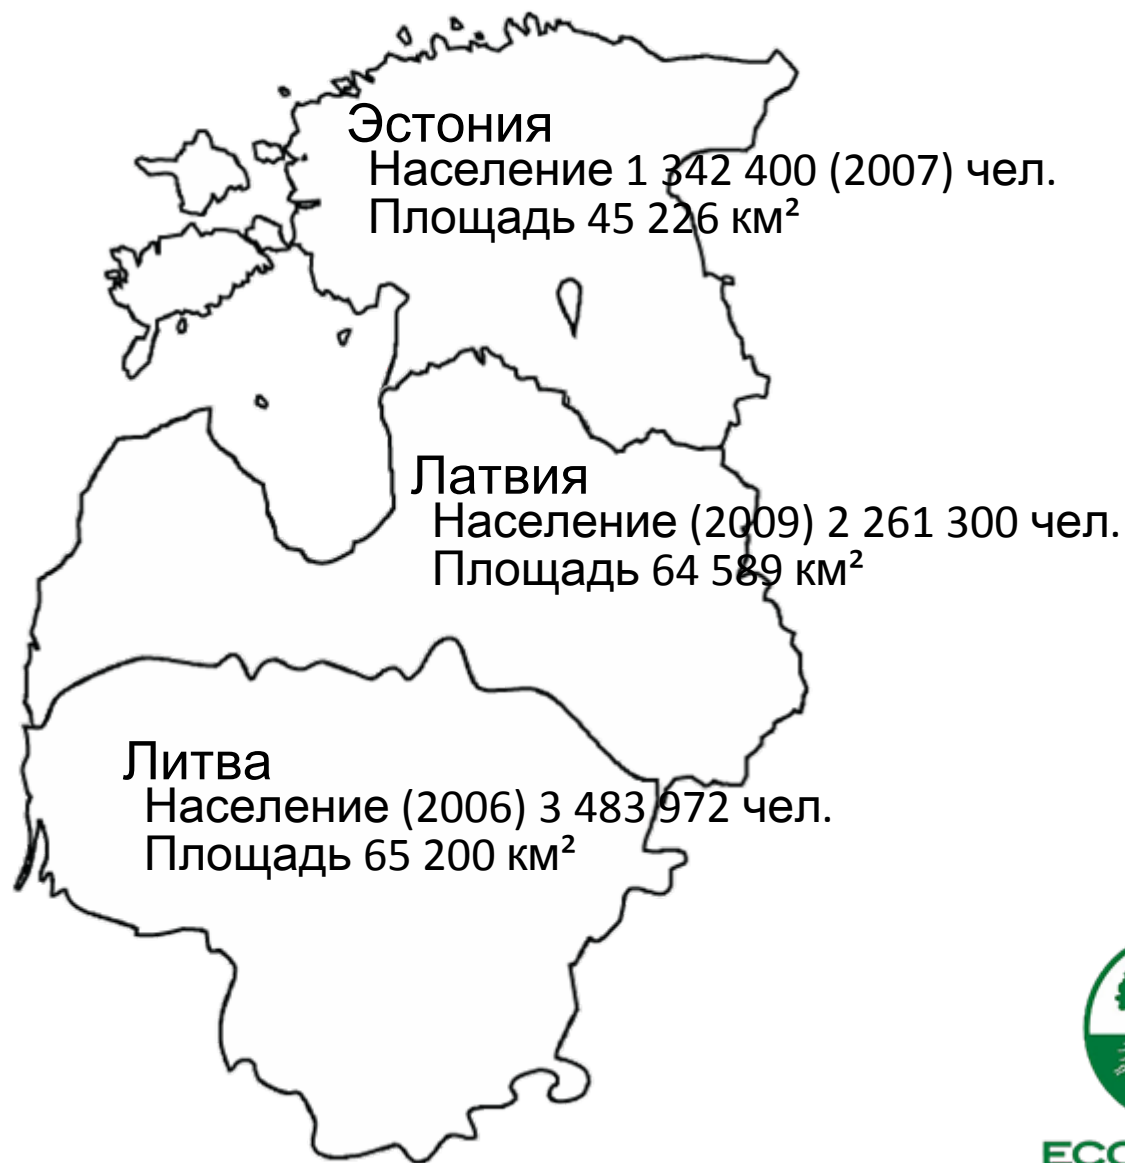 Эстония
Население 1 342 400 (2007) чел.
Площадь 45 226 км²
Латвия
Население (2009) 2 261 300 чел.
Площадь 64 589 км²
Литва
Население (2006) 3 483 972 чел.
Площадь 65 200 км²